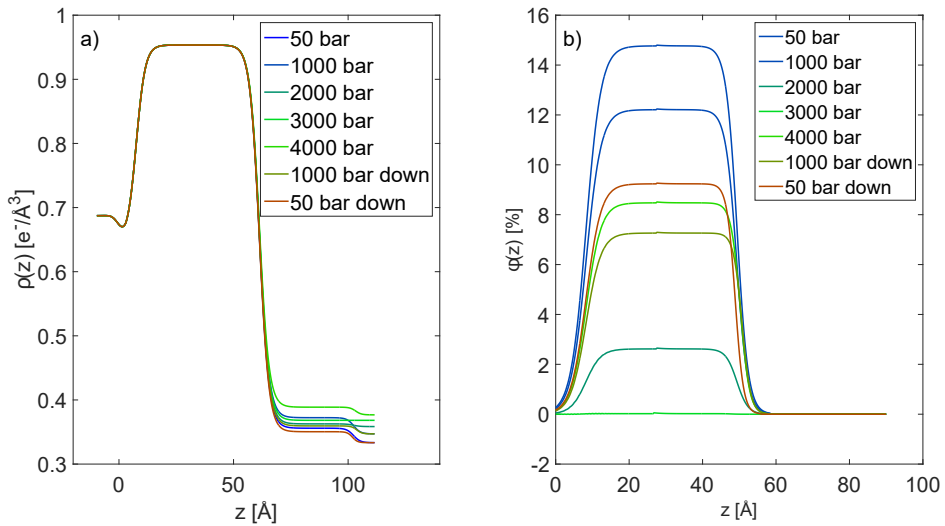 a)
50 bar
1000 bar
2000 bar
3000 bar
4000 bar
1000 bar down
50 bar down
ρ(z) [e⁻/Å³]
1
0.9
0.8
0.7
0.6
0.5
0.4
0.3
0 50 100
z [Å]
b)
50 bar
1000 bar
2000 bar
3000 bar
4000 bar
1000 bar down
50 bar down
φ(z) [%]
16
14
12
10
8
6
4
2
0
-2
0 20 40 60 80 100
z [Å]